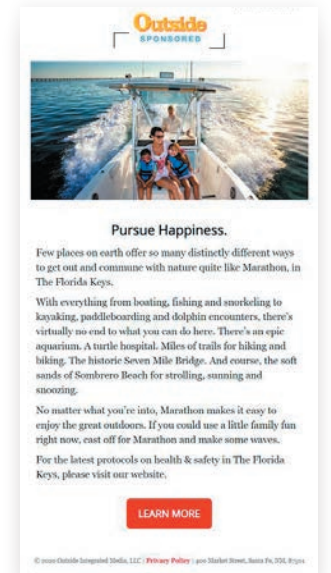 Outside
SPONSORED
Pursue Happiness.
Few places on earth offer so many distinctly different ways
to get out and commune with nature quite like Marathon, in
The Florida Keys.
With everything from boating, fishing and snorkeling to
kayaking, paddleboarding and dolphin encounters, there's
virtually no end to what you can do here. There's an epic
aquarium. A turtle hospital. Miles of trails for hiking and
biking. The historic Seven Mile Bridge. And course, the soft
sands of Sombrero Beach for strolling, sunning and
snoozing.
No matter what you're into, Marathon makes it easy to
enjoy the great outdoors. If you could use a little family fun
right now, cast off for Marathon and make some waves.
For the latest protocols on health & safety in The Florida
Keys, please visit our website.
LEARN MORE
© 2020 Outside Integrated Media, LLC | Privacy Policy | 400 Market Street, Santa Fe, NM, 87501